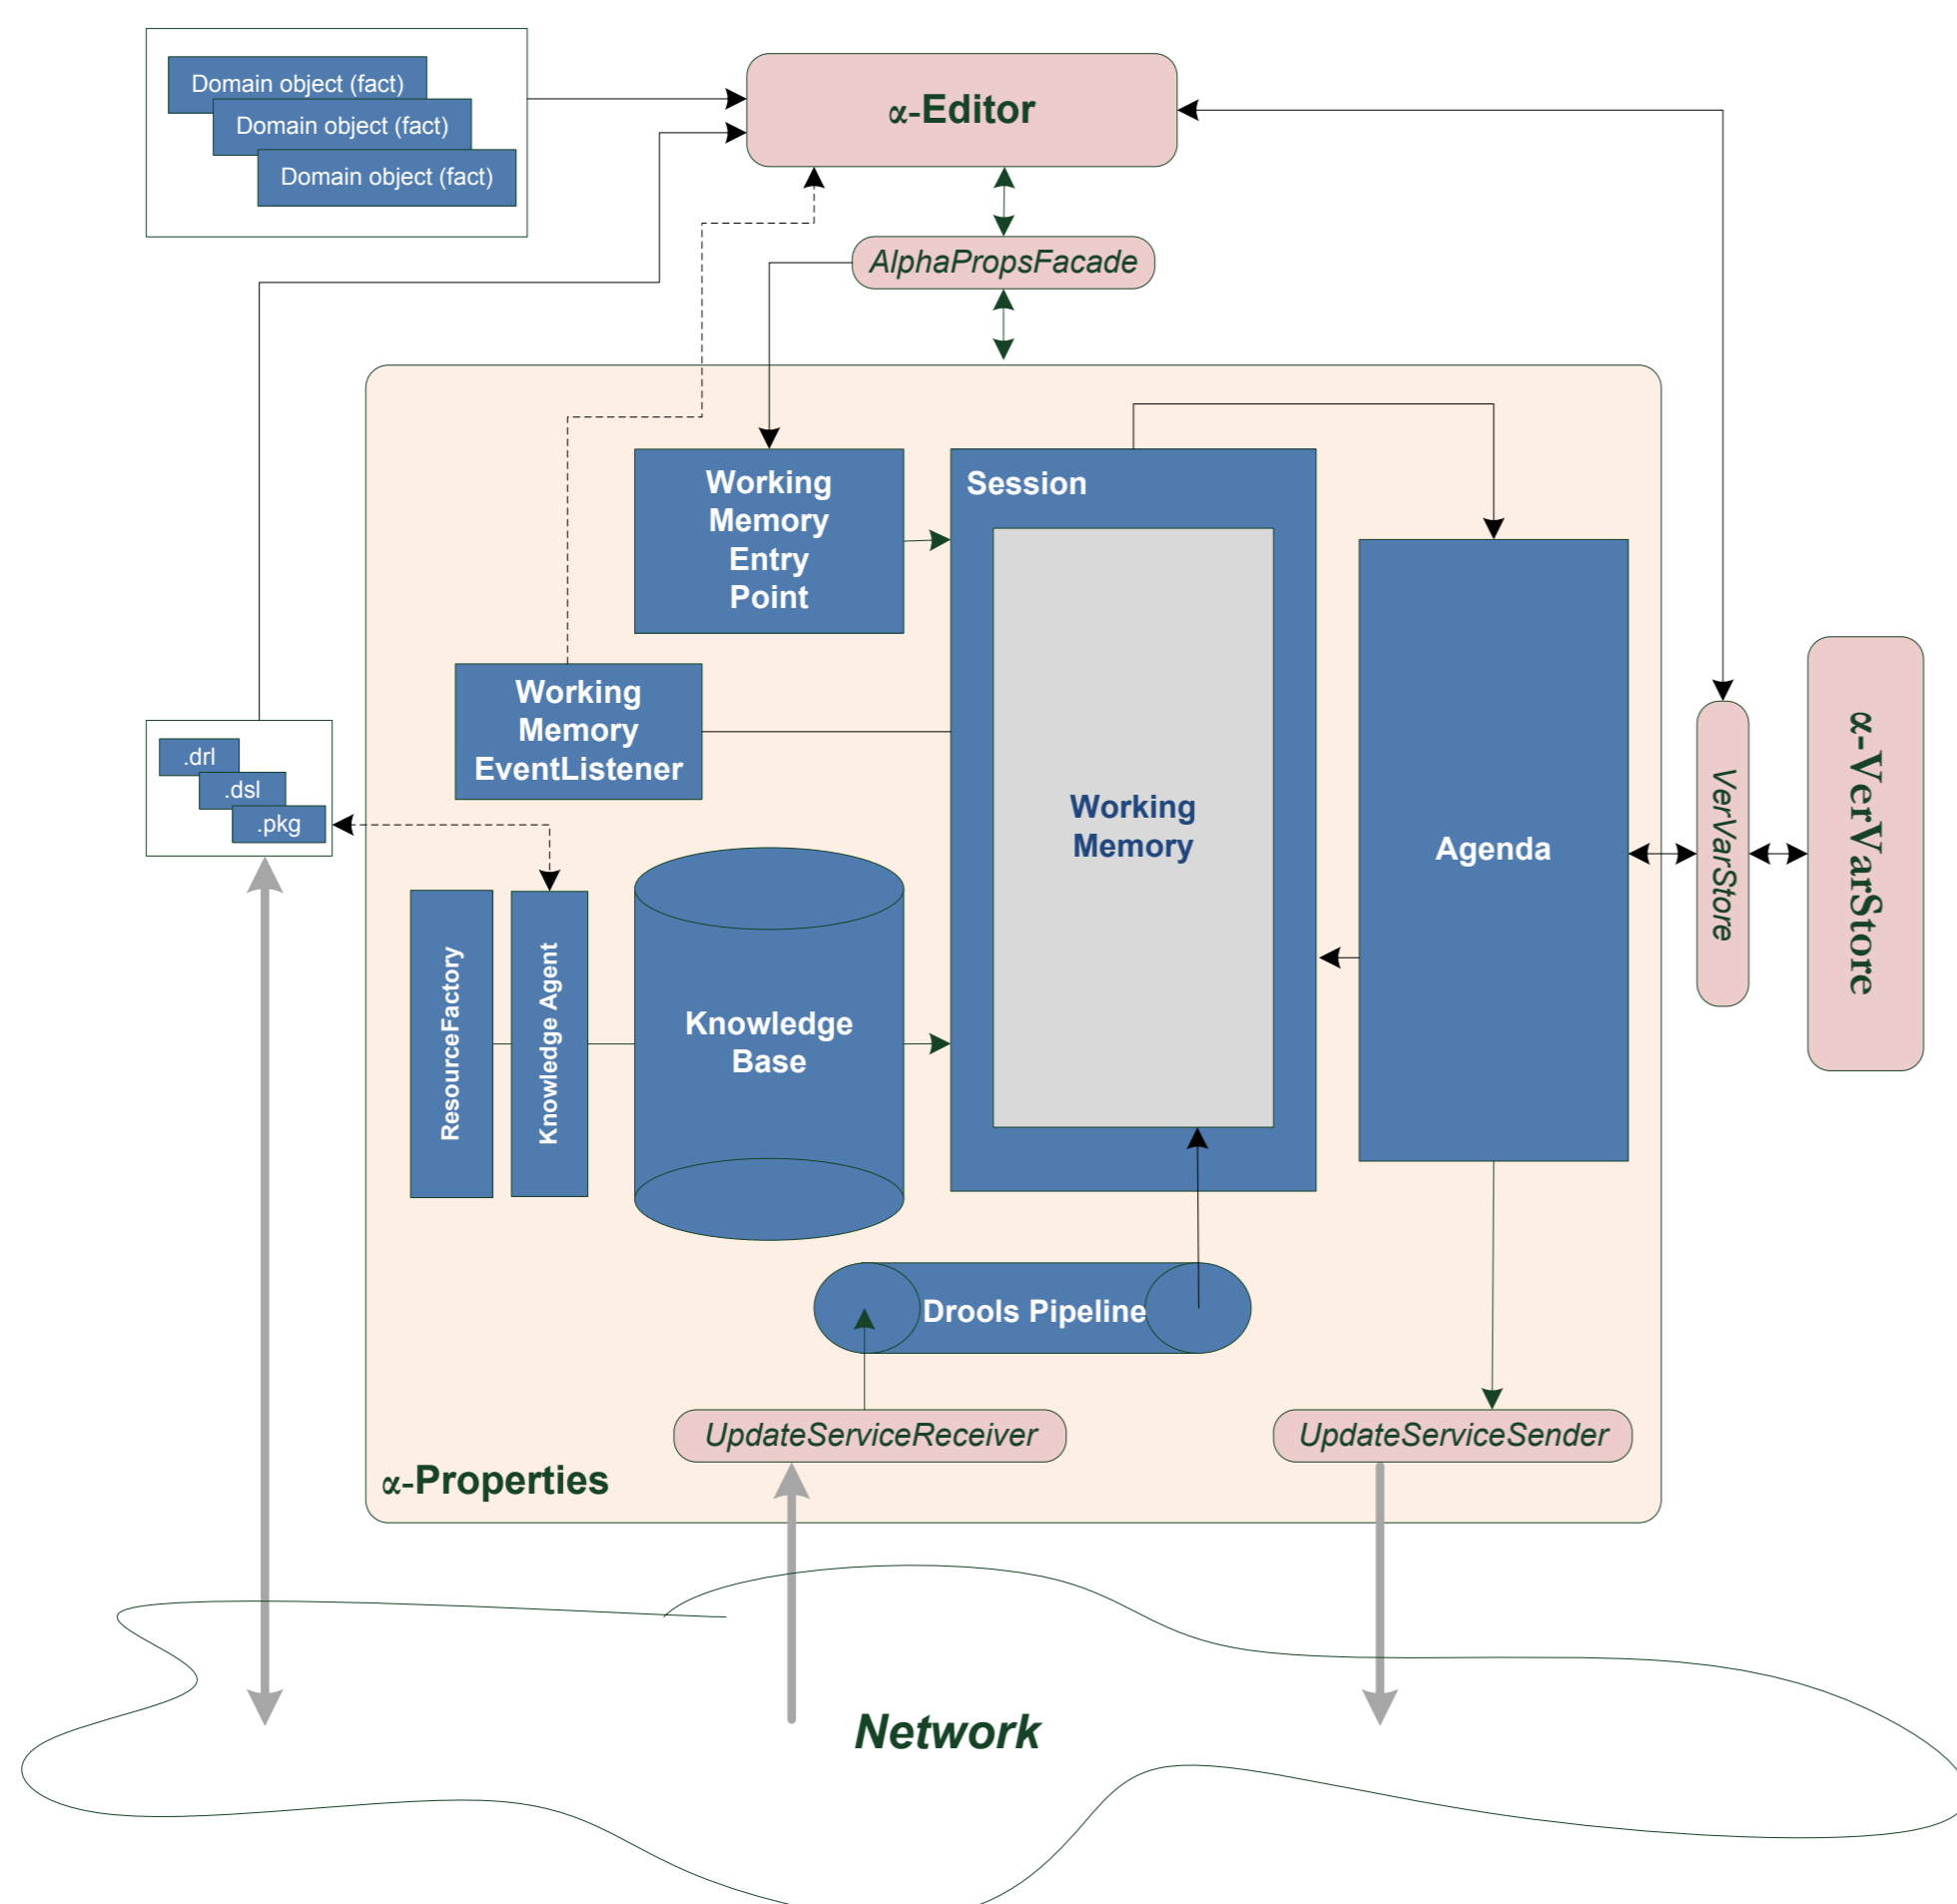 Domain object (fact)
Domain object (fact)
Domain object (fact)
α-Editor
AlphaPropsFacade
Working
Memory
Entry
Point
Session
Working
Memory
EventListener
.drl
.dsl
.pkg
Working
Memory
Agenda
VerVarStore
α-VerVarStore
ResourceFactory
Knowledge Agent
Knowledge
Base
Drools Pipeline
UpdateServiceReceiver
UpdateServiceSender
α-Properties
Network